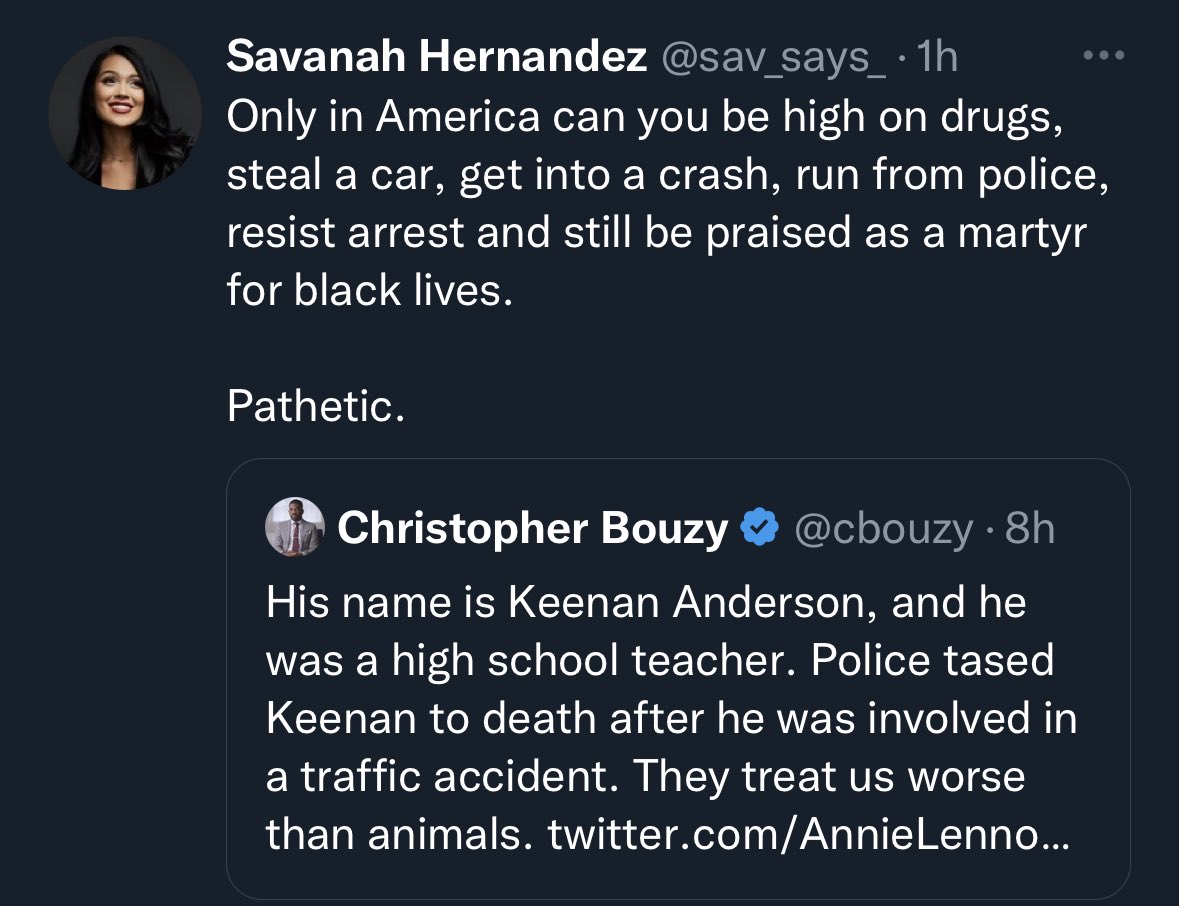 Savanah Hernandez @sav_says_ · 1h
Only in America can you be high on drugs,
steal a car, get into a crash, run from police,
resist arrest and still be praised as a martyr
for black lives.
Pathetic.
Christopher Bouzy @cbouzy · 8h
His name is Keenan Anderson, and he
was a high school teacher. Police tased
Keenan to death after he was involved in
a traffic accident. They treat us worse
than animals. twitter.com/AnnieLenno...